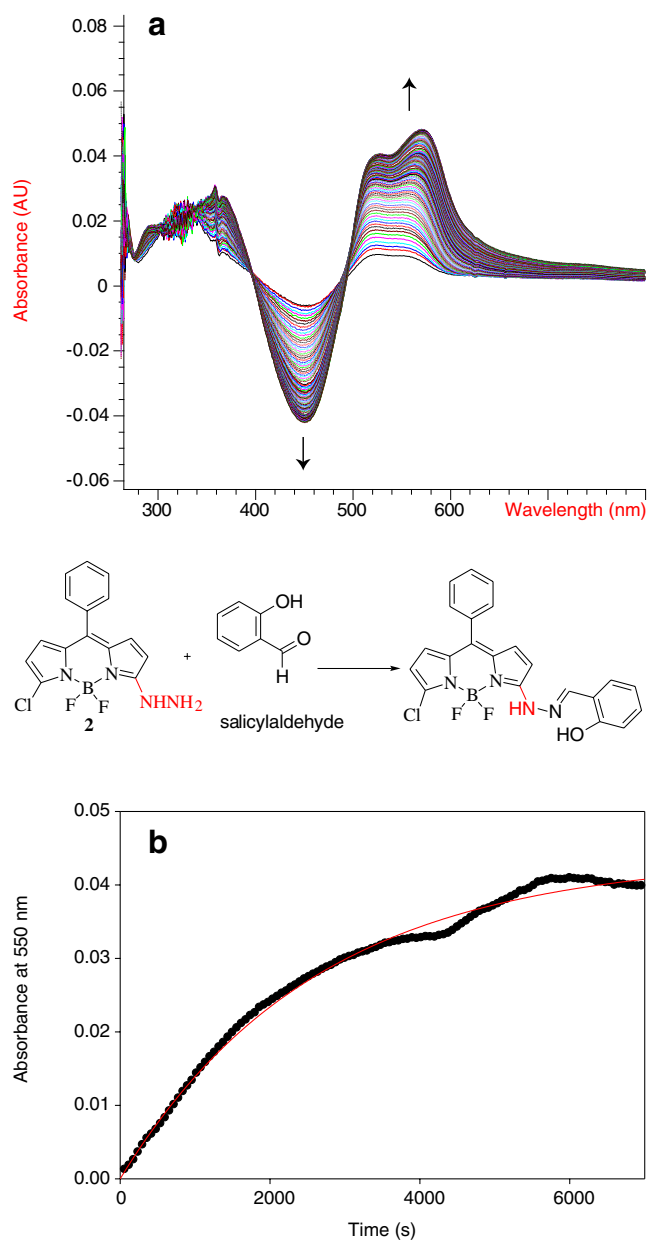 a
Absorbance (AU)
0.08
0.06
0.04
0.02
0
-0.02
-0.04
-0.06
300 400 500 600 Wavelength (nm)
OH
O
H
+
N N
B
F F
Cl
NHNH2
2
salicylaldehyde
N N
B
F F
Cl
HN N
HO
b
Absorbance at 550 nm
0.05
0.04
0.03
0.02
0.01
0.00
0 2000 4000 6000
Time (s)